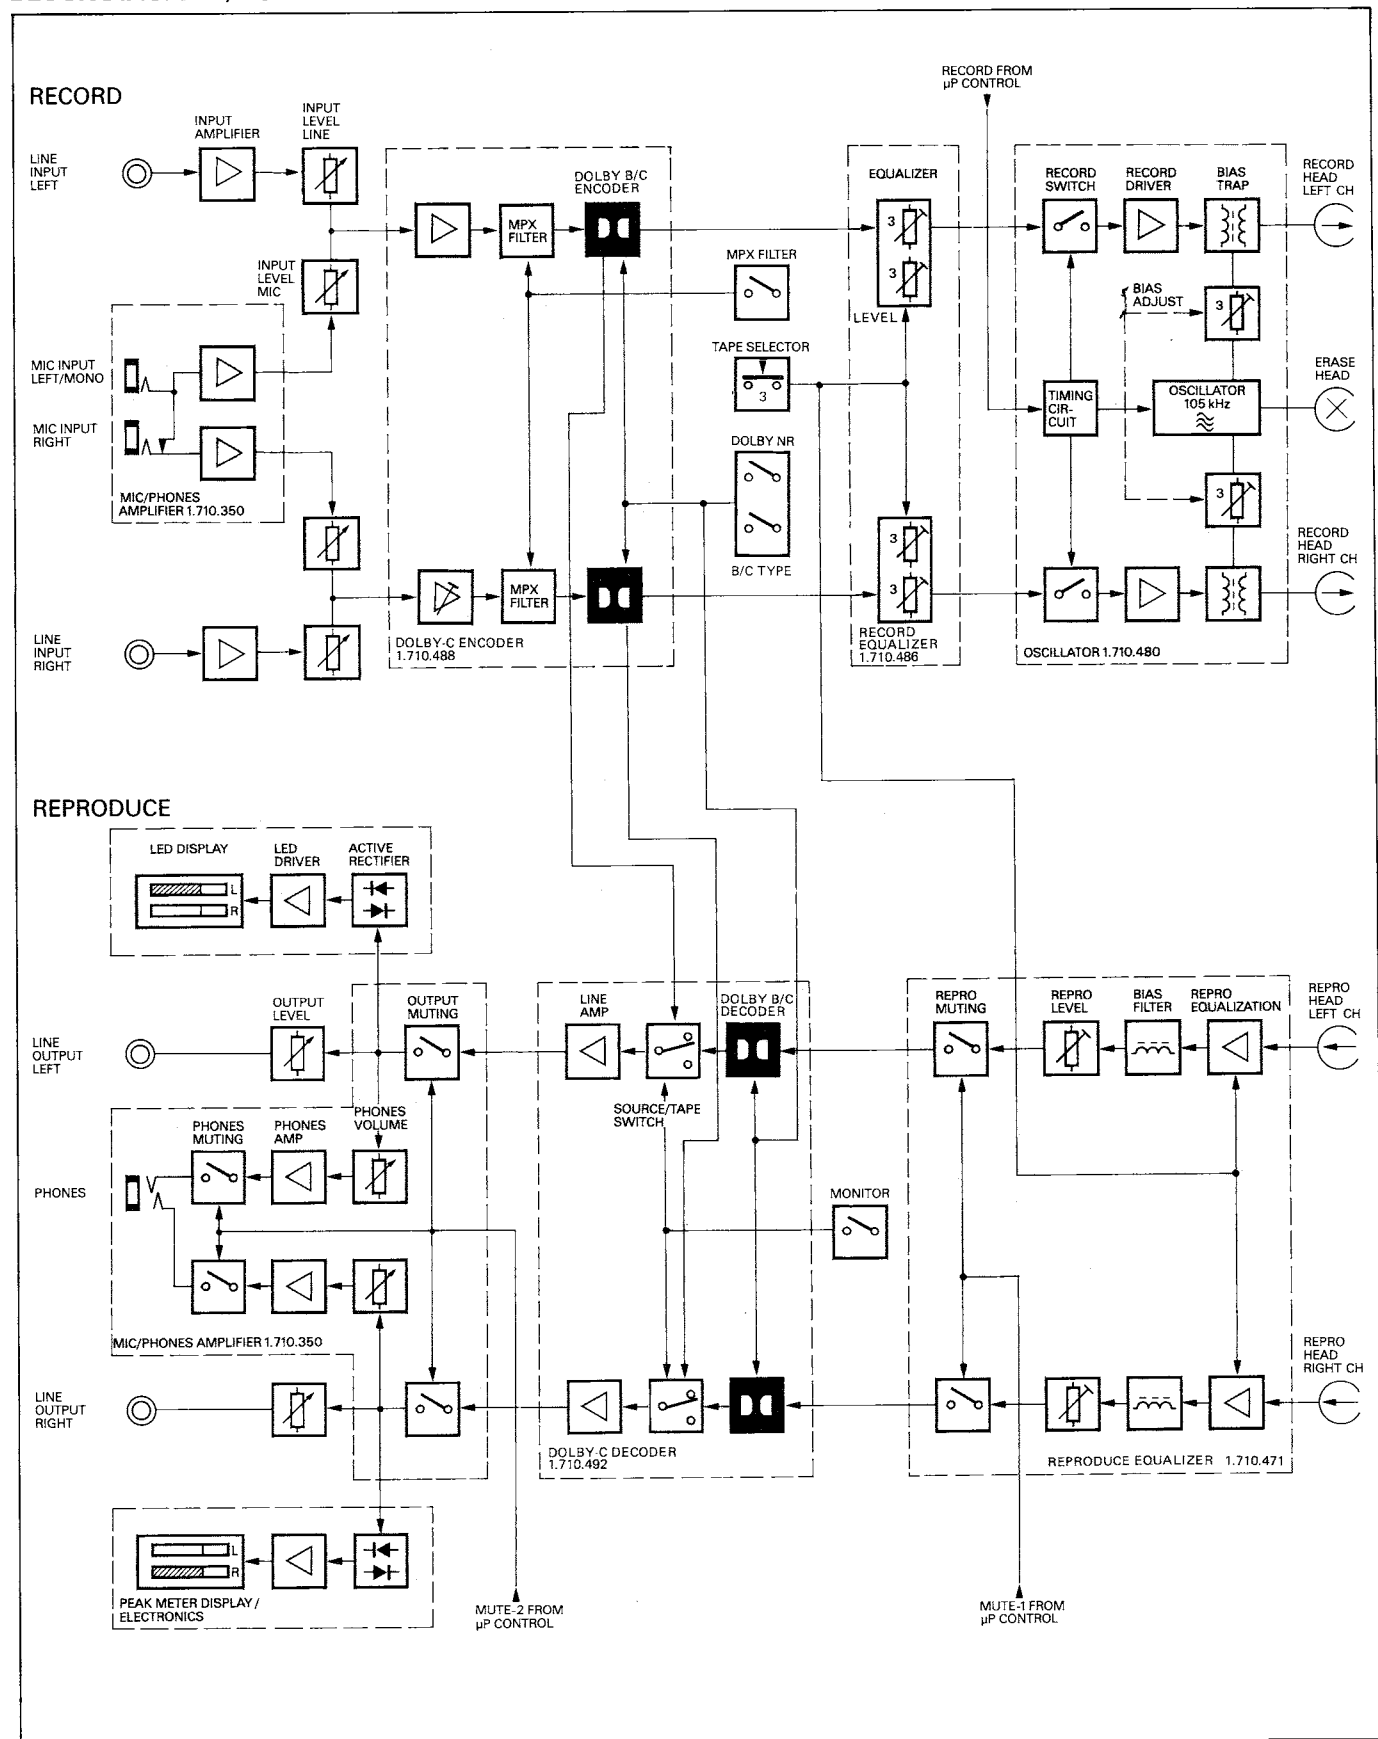 RECORD
RECORD FROM
µP CONTROL
INPUT
AMPLIFIER
INPUT
LEVEL
LINE
LINE
INPUT
LEFT
DOLBY B/C
ENCODER
MPX
FILTER
EQUALIZER
3
3
LEVEL
RECORD
SWITCH
RECORD
DRIVER
BIAS
TRAP
RECORD
HEAD
LEFT CH
INPUT
LEVEL
MIC
MPX FILTER
BIAS
ADJUST
3
MIC INPUT
LEFT/MONO
TAPE SELECTOR
3
TIMING
CIR-
CUIT
OSCILLATOR
105 kHz
ERASE
HEAD
MIC INPUT
RIGHT
MIC/PHONES
AMPLIFIER 1.710.350
DOLBY NR
B/C TYPE
3
3
3
RECORD
HEAD
RIGHT CH
MPX
FILTER
LINE
INPUT
RIGHT
DOLBY-C ENCODER
1.710.488
RECORD
EQUALIZER
1.710.486
OSCILLATOR 1.710.480
REPRODUCE
LED DISPLAY
LED
DRIVER
ACTIVE
RECTIFIER
L
R
OUTPUT
LEVEL
OUTPUT
MUTING
LINE
AMP
DOLBY B/C
DECODER
REPRO
MUTING
REPRO
LEVEL
BIAS
FILTER
REPRO
EQUALIZATION
REPRO
HEAD
LEFT CH
LINE
OUTPUT
LEFT
SOURCE/TAPE
SWITCH
PHONES
MUTING
PHONES
AMP
PHONES
VOLUME
PHONES
MONITOR
MIC/PHONES AMPLIFIER 1.710.350
REPRO
HEAD
RIGHT CH
LINE
OUTPUT
RIGHT
DOLBY-C DECODER
1.710.492
REPRODUCE EQUALIZER 1.710.471
L
R
PEAK METER DISPLAY /
ELECTRONICS
MUTE-2 FROM
µP CONTROL
MUTE-1 FROM
µP CONTROL